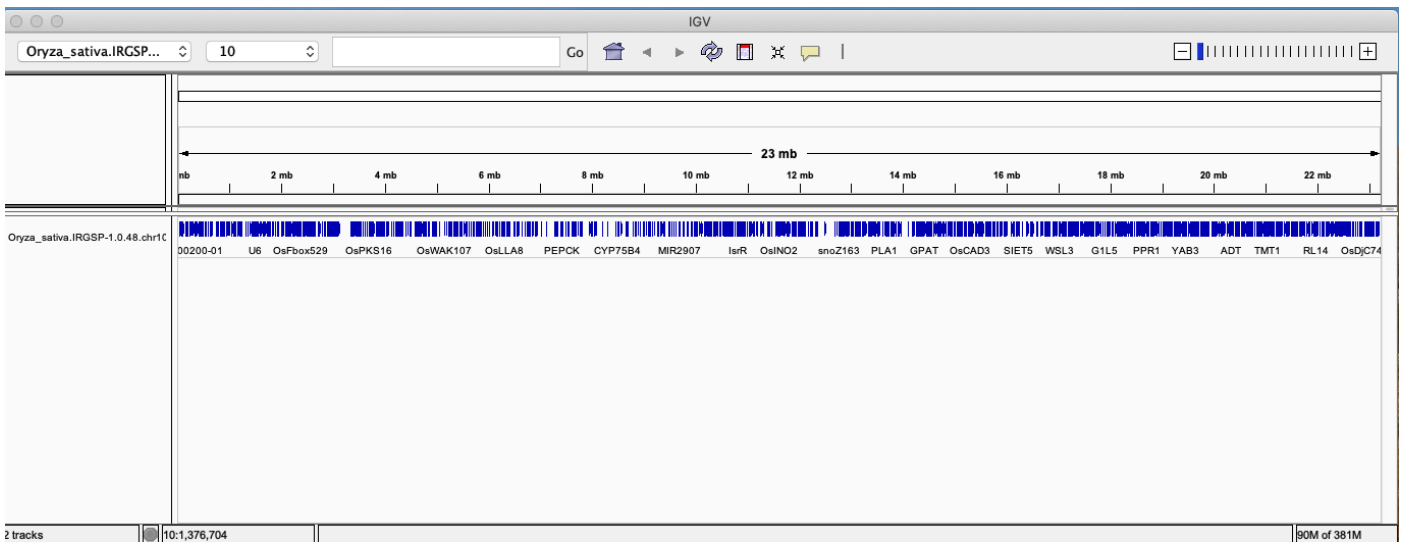 IGV
Oryza_sativa.IRGSP... 10 Go
23 mb
mb 2 mb 4 mb 6 mb 8 mb 10 mb 12 mb 14 mb 16 mb 18 mb 20 mb 22 mb
Oryza_sativa.IRGSP-1.0.48.chr10
00200-01 U6 OsFbox529 OsPKS16 OsWAK107 OsLLA8 PEPCK CYP75B4 MIR2907 IsrR OsINO2 snoZ163 PLA1 GPAT OsCAD3 SIET5 WSL3 G1L5 PPR1 YAB3 ADT TMT1 RL14 OsDjC74
2 tracks 10:1,376,704 90M of 381M